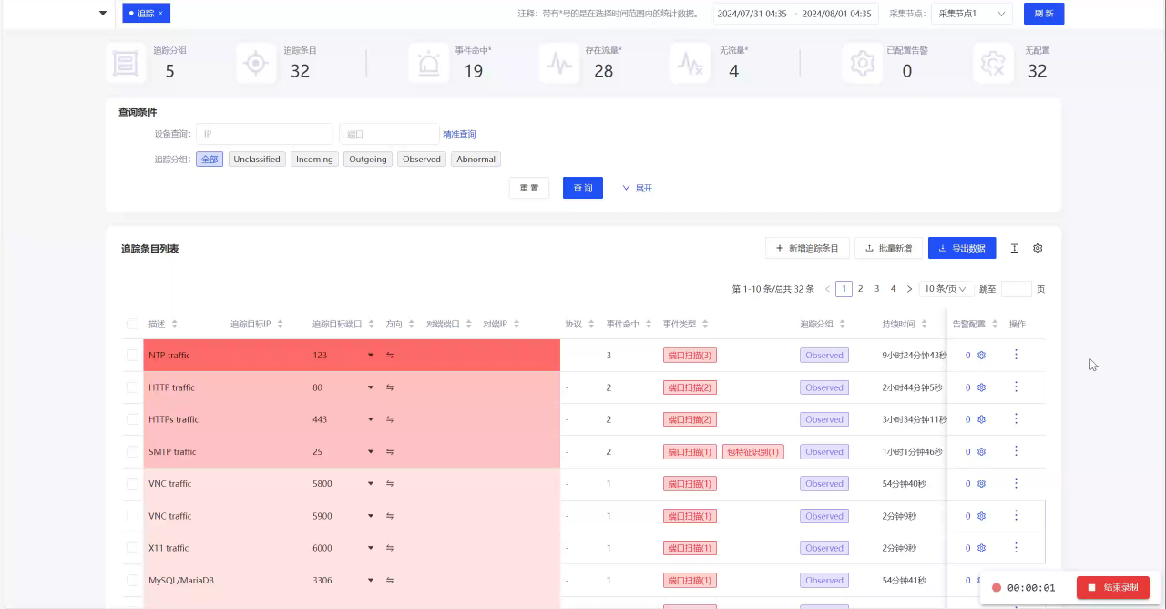 追踪 ×
注释: 带有*号的是在选择时间范围内的统计数据。 2024/07/31 04:35 - 2024/08/01 04:35 采集节点: 采集节点1 刷 新
追踪分组 5
追踪条目 32
事件命中* 19
存在流量* 28
无流量* 4
已配置告警 0
无配置 32
查询条件
设备查询: IP 端口 精准查询
追踪分组: 全部 Unclassified Incoming Outgoing Observed Abnormal
重 置 查 询 展开
追踪条目列表 新增追踪条目 批量新增 导出数据
第 1-10 条/总共 32 条 < 1 2 3 4 > 10 条/页 跳至 页
描述 追踪目标IP 追踪目标端口 方向 对端端口 对端IP 协议 事件命中 事件类型 追踪分组 持续时间 告警配置 操作
NTP traffic 123 3 端口扫描(3) Observed 9小时24分钟43秒 0
HTTP traffic - 2 端口扫描(2) Observed 2小时44分钟5秒 0
HTTPs traffic 443 - 2 端口扫描(2) Observed 3小时34分钟11秒 0
SMTP traffic 25 - 2 端口扫描(1) 包特征识别(1) Observed 1小时1分钟46秒 0
VNC traffic 5800 - 1 端口扫描(1) Observed 54分钟40秒 0
VNC traffic 5900 - 1 端口扫描(1) Observed 2分钟9秒 0
X11 traffic 6000 - 1 端口扫描(1) Observed 2分钟9秒 0
MySQL/MariaDB 3306 - 1 端口扫描(1) Observed 54分钟41秒 0
00:00:01 结束录制